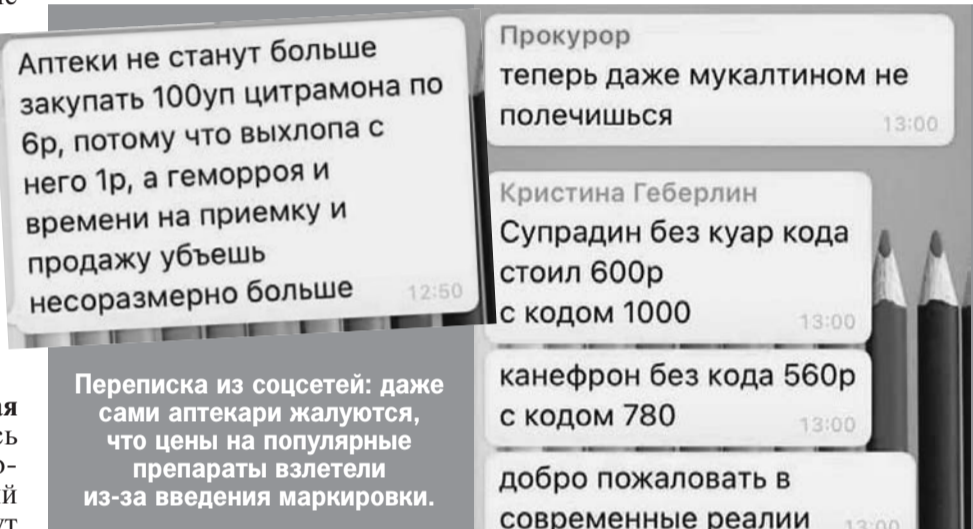 Аптеки не станут больше
закупать 100уп цитрамона по
6р, потому что выхлопа с
него 1р, а геморроя и
времени на приемку и
продажу убъешь
несоразмерно больше 12:50
Прокурор
теперь даже мукалтином не
полечишься 13:00
Кристина Геберлин
Супрадин без куар кода
стоил 600р
с кодом 1000 13:00
канефрон без кода 560р
с кодом 780 13:00
добро пожаловать в
современные реалии 13:00
Переписка из соцсетей: даже
сами аптекари жалуются,
что цены на популярные
препараты взлетели
из-за введения маркировки.